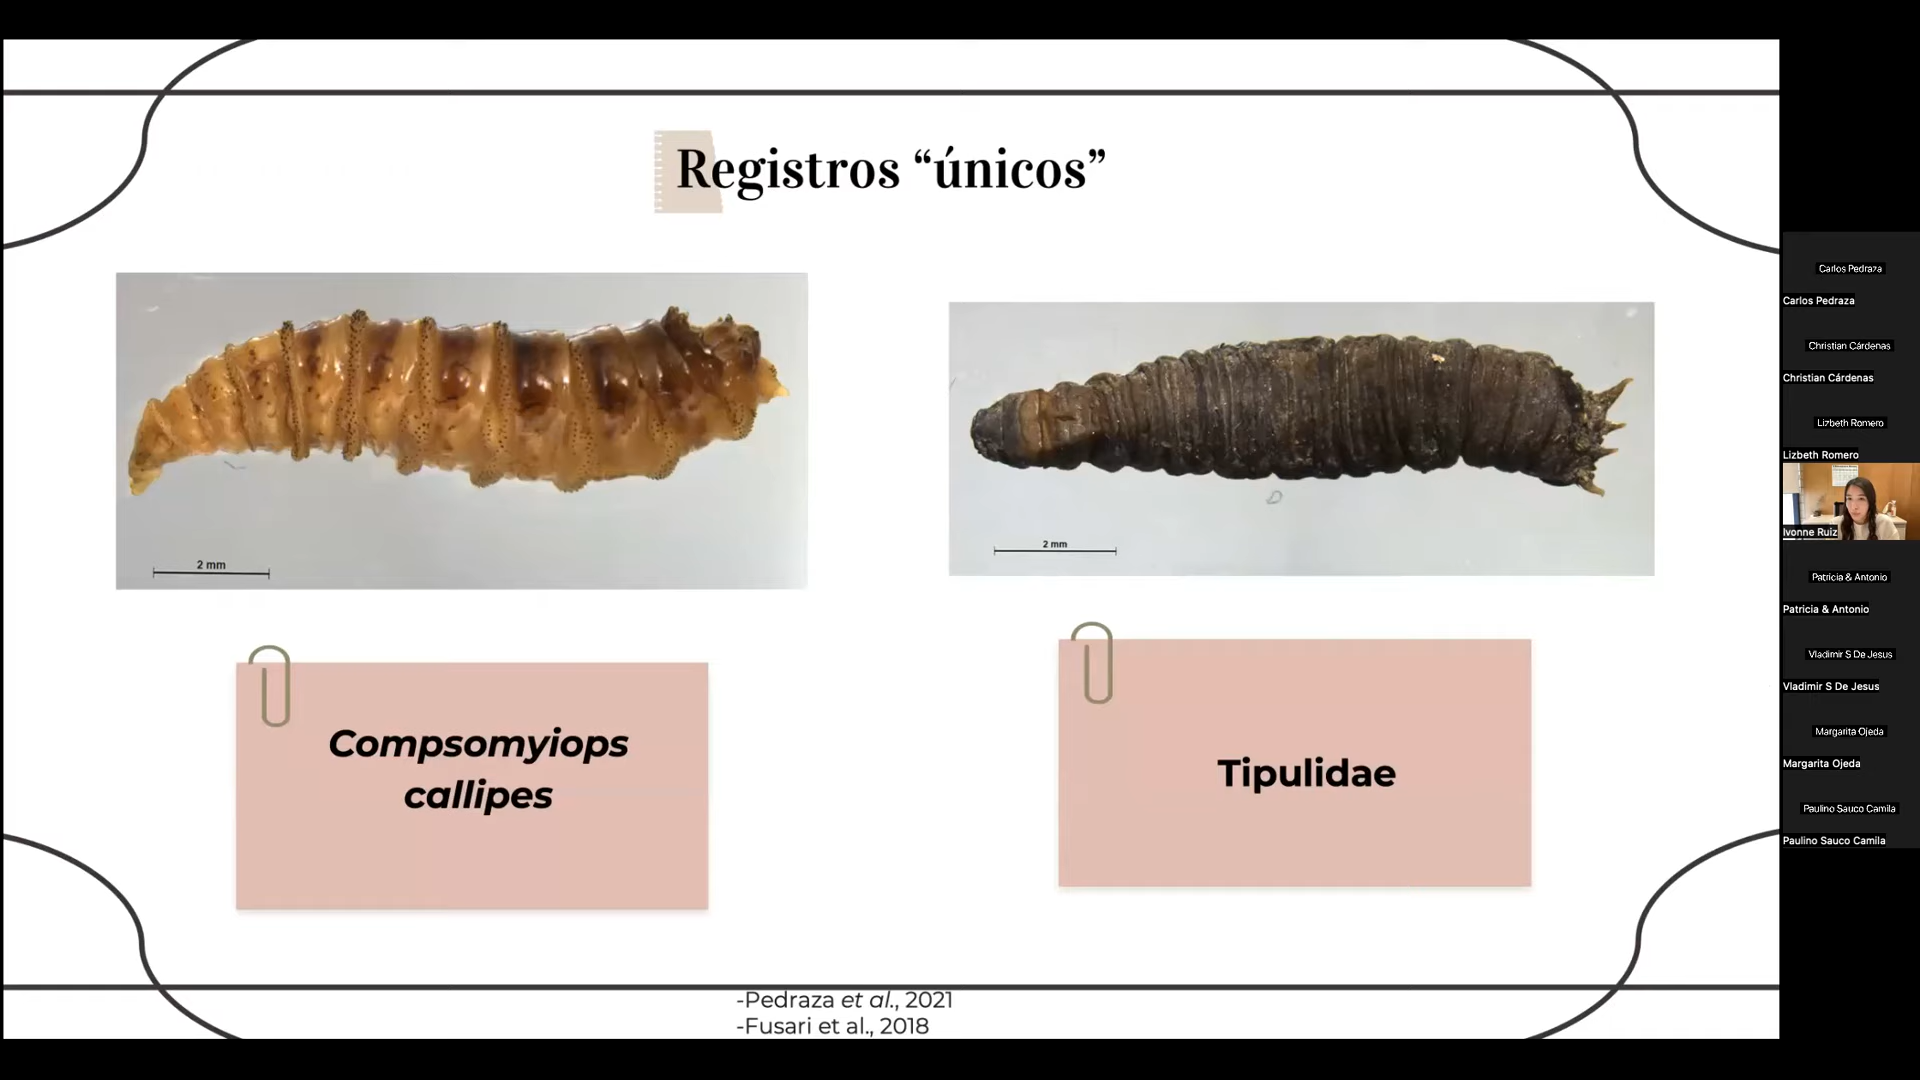 Registros “únicos”
2 mm
2 mm
Compsomyiops
callipes
Tipulidae
-Pedraza et al., 2021
-Fusari et al., 2018
Carlos Pedraza
Carlos Pedraza
Christian Cárdenas
Christian Cárdenas
Lizbeth Romero
Lizbeth Romero
Ivonne Ruiz
Patricia & Antonio
Patricia & Antonio
Vladimir S De Jesus
Vladimir S De Jesus
Margarita Ojeda
Margarita Ojeda
Paulino Sauco Camila
Paulino Sauco Camila